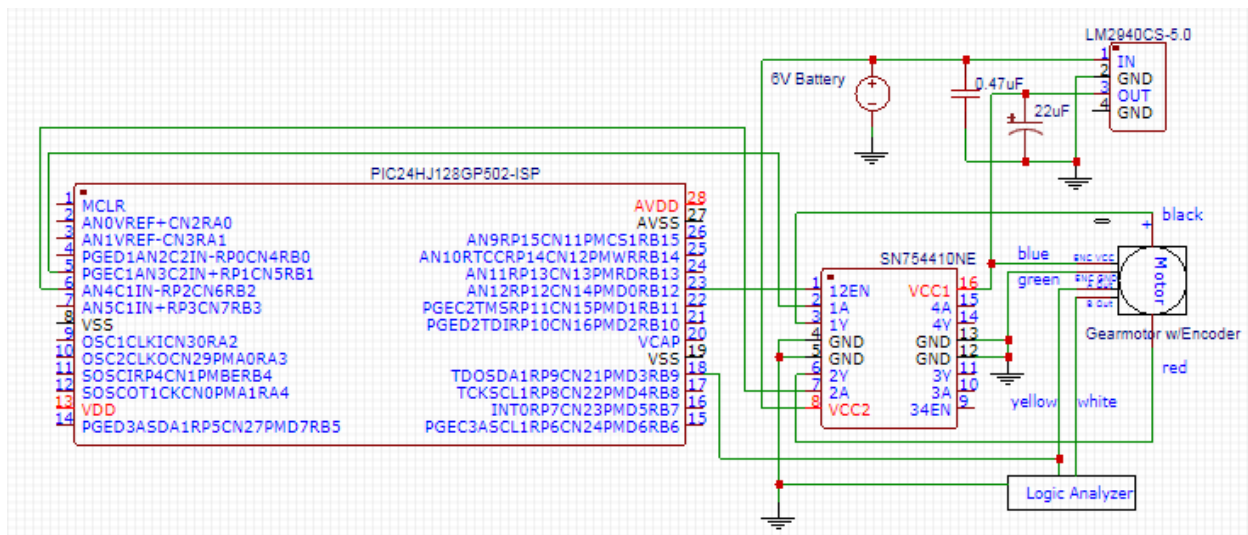 LM2940CS-5.0
1 IN
2 GND
3 OUT
4 GND
6V Battery
0.47uF
22uF
PIC24HJ128GP502-ISP
1 MCLR
2 AN0VREF+CN2RA0
3 AN1VREF-CN3RA1
4 PGED1AN2C2IN-RP0CN4RB0
5 PGEC1AN3C2IN+RP1CN5RB1
6 AN4C1IN-RP2CN6RB2
7 AN5C1IN+RP3CN7RB3
8 VSS
9 OSC1CLKICN30RA2
10 OSC2CLKOCN29PMA0RA3
11 SOSCIRP4CN1PMBERB4
12 SOSCOT1CKCN0PMA1RA4
13 VDD
14 PGED3ASDA1RP5CN27PMD7RB5
AVDD 28
AVSS 27
AN9RP15CN11PMCS1RB15 26
AN10RTCCRP14CN12PMWRRB14 25
AN11RP13CN13PMRDRB13 24
AN12RP12CN14PMD0RB12 23
PGEC2TMSRP11CN15PMD1RB11 22
PGED2TDIRP10CN16PMD2RB10 21
VCAP 20
VSS 19
TDOSDA1RP9CN21PMD3RB9 18
TCKSCL1RP8CN22PMD4RB8 17
INT0RP7CN23PMD5RB7 16
PGEC3ASCL1RP6CN24PMD6RB6 15
SN754410NE
1 12EN
2 1A
3 1Y
4 GND
5 GND
6 2Y
7 2A
8 VCC2
VCC1 16
4A 15
4Y 14
GND 13
GND 12
3Y 11
3A 10
34EN 9
black
blue
green
ENC VCC
B Out
Motor
Gearmotor w/Encoder
red
yellow
white
Logic Analyzer